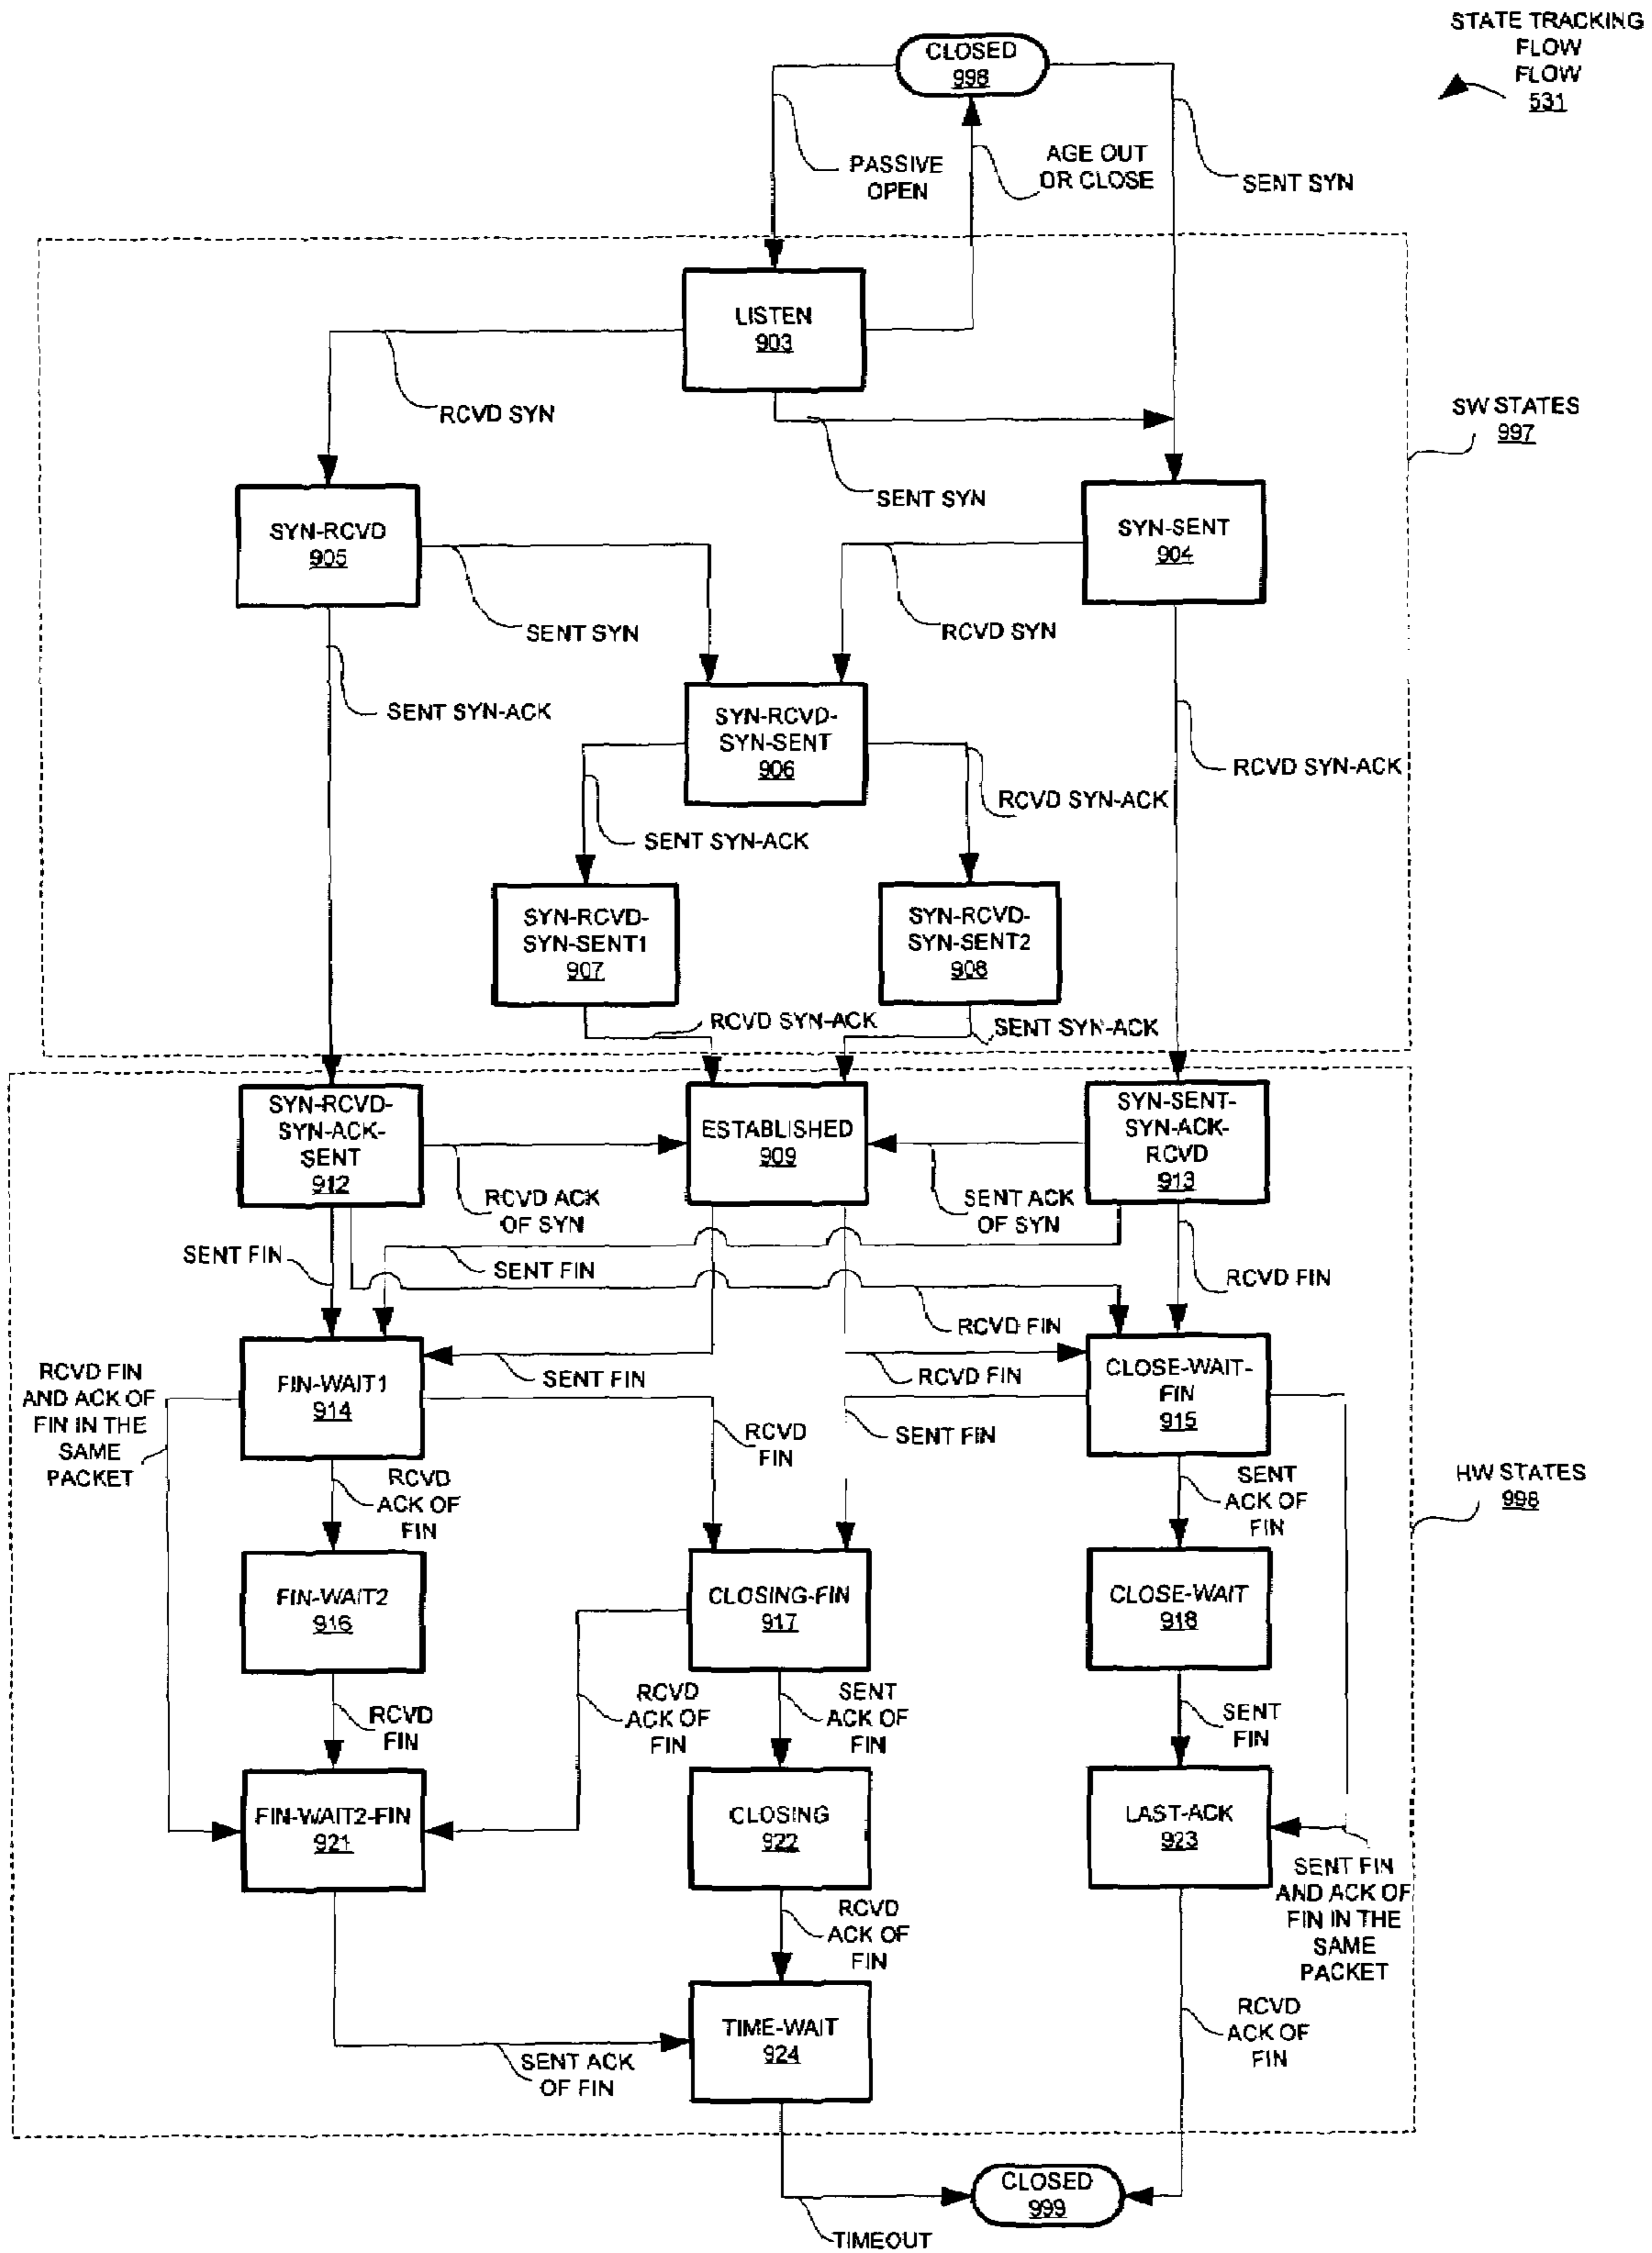 STATE TRACKING
FLOW
FLOW
531
CLOSED
998
PASSIVE
OPEN
AGE OUT
OR CLOSE
SENT SYN
LISTEN
903
RCVD SYN
SENT SYN
SW STATES
997
SYN-RCVD
905
SYN-SENT
904
SENT SYN
RCVD SYN
SENT SYN-ACK
SYN-RCVD-
SYN-SENT
906
RCVD SYN-ACK
RCVD SYN-ACK
SENT SYN-ACK
SYN-RCVD-
SYN-SENT1
907
SYN-RCVD-
SYN-SENT2
908
RCVD SYN-ACK
SENT SYN-ACK
SYN-RCVD-
SYN-ACK-
SENT
912
ESTABLISHED
909
SYN-SENT-
SYN-ACK-
RCVD
913
RCVD ACK
OF SYN
SENT ACK
OF SYN
SENT FIN
SENT FIN
RCVD FIN
RCVD FIN
RCVD FIN
AND ACK OF
FIN IN THE
SAME
PACKET
FIN-WAIT1
914
SENT FIN
RCVD FIN
CLOSE-WAIT-
FIN
915
RCVD
FIN
SENT FIN
RCVD
ACK OF
FIN
SENT
ACK OF
FIN
HW STATES
998
FIN-WAIT2
916
CLOSING-FIN
917
CLOSE-WAIT
918
RCVD
FIN
RCVD
ACK OF
FIN
SENT
ACK OF
FIN
SENT
FIN
FIN-WAIT2-FIN
921
CLOSING
922
LAST-ACK
923
SENT FIN
AND ACK OF
FIN IN THE
SAME
PACKET
RCVD
ACK OF
FIN
TIME-WAIT
924
RCVD
ACK OF
FIN
SENT ACK
OF FIN
CLOSED
999
TIMEOUT